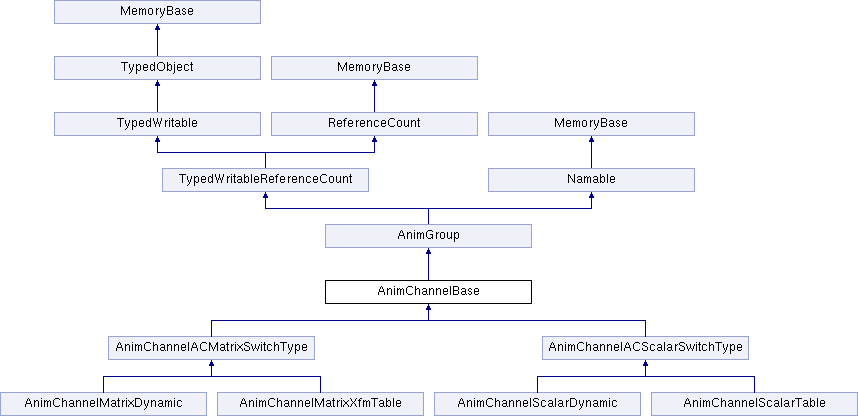 MemoryBase
TypedObject
MemoryBase
TypedWritable
ReferenceCount
MemoryBase
TypedWritableReferenceCount
Namable
AnimGroup
AnimChannelBase
AnimChannelACMatrixSwitchType
AnimChannelACScalarSwitchType
AnimChannelMatrixDynamic
AnimChannelMatrixXfmTable
AnimChannelScalarDynamic
AnimChannelScalarTable